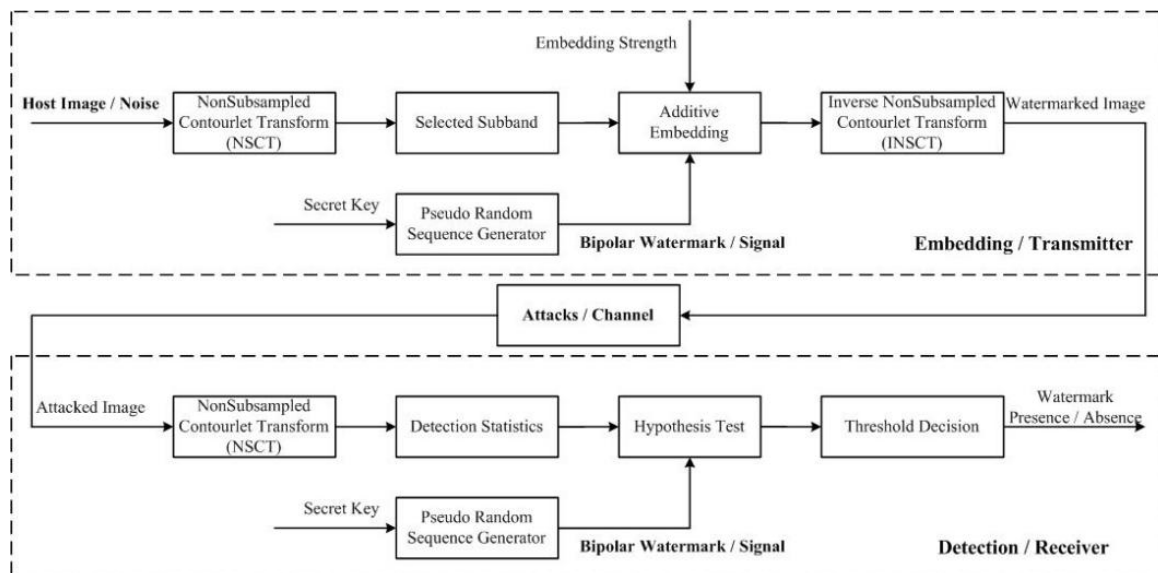 Embedding Strength
Host Image / Noise
NonSubsampled
Contourlet Transform
(NSCT)
Selected Subband
Additive
Embedding
Inverse NonSubsampled
Contourlet Transform
(INSCT)
Watermarked Image
Secret Key
Pseudo Random
Sequence Generator
Bipolar Watermark / Signal
Embedding / Transmitter
Attacks / Channel
Attacked Image
NonSubsampled
Contourlet Transform
(NSCT)
Detection Statistics
Hypothesis Test
Threshold Decision
Watermark
Presence / Absence
Secret Key
Pseudo Random
Sequence Generator
Bipolar Watermark / Signal
Detection / Receiver